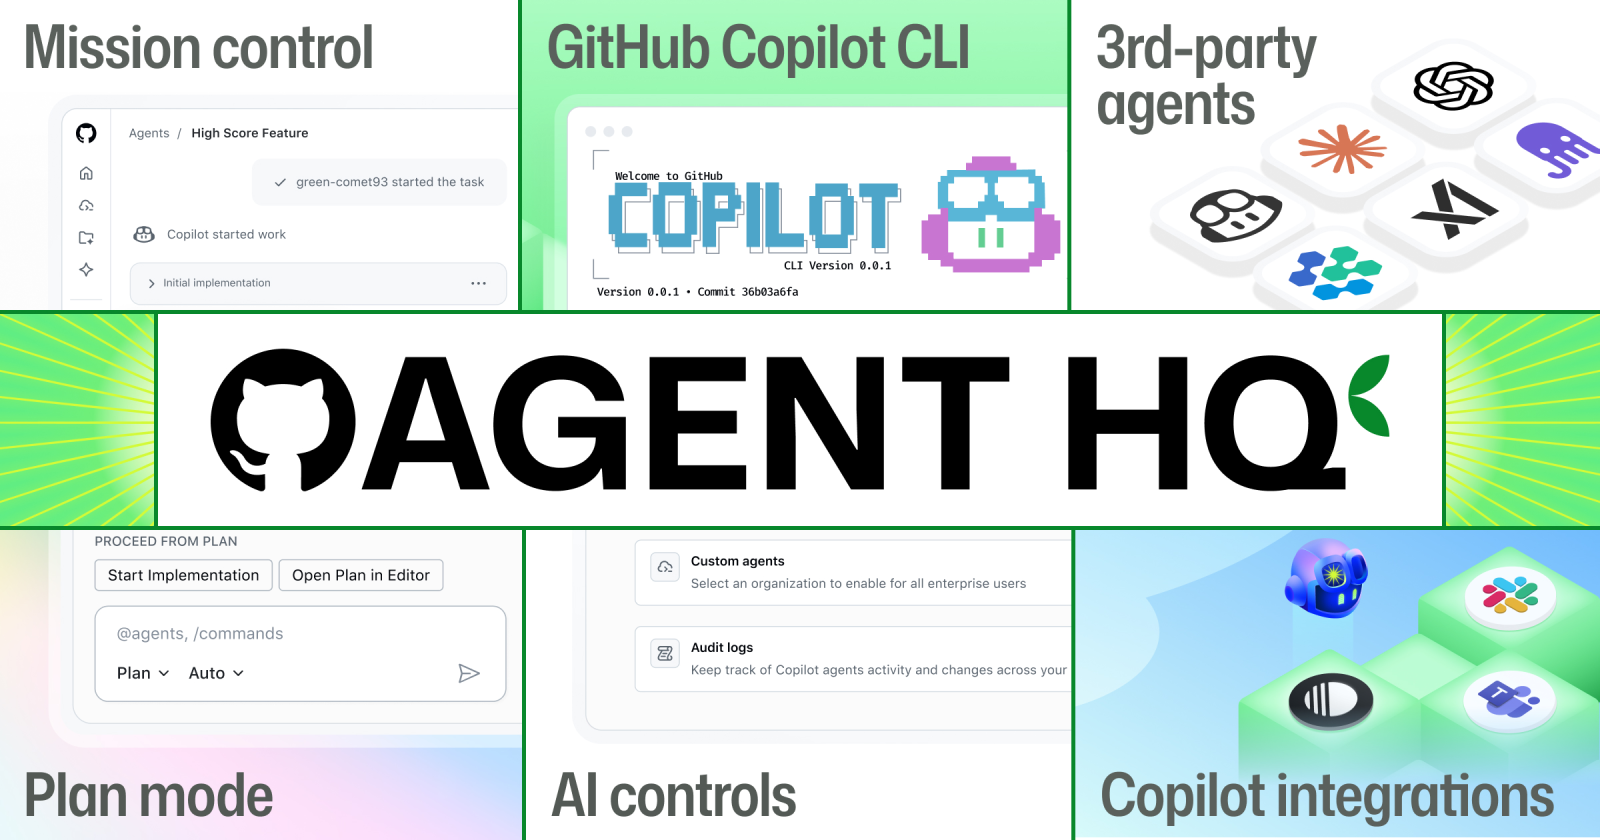 Mission control
Agents / High Score Feature
green-comet93 started the task
Copilot started work
Initial implementation
GitHub Copilot CLI
Welcome to GitHub
COPILOT
CLI Version 0.0.1
Version 0.0.1 • Commit 36b03a6fa
3rd-party
agents
AGENT HQ
PROCEED FROM PLAN
Start Implementation
Open Plan in Editor
@agents, /commands
Plan
Auto
Plan mode
Custom agents
Select an organization to enable for all enterprise users
Audit logs
Keep track of Copilot agents activity and changes across your
AI controls
T
Copilot integrations